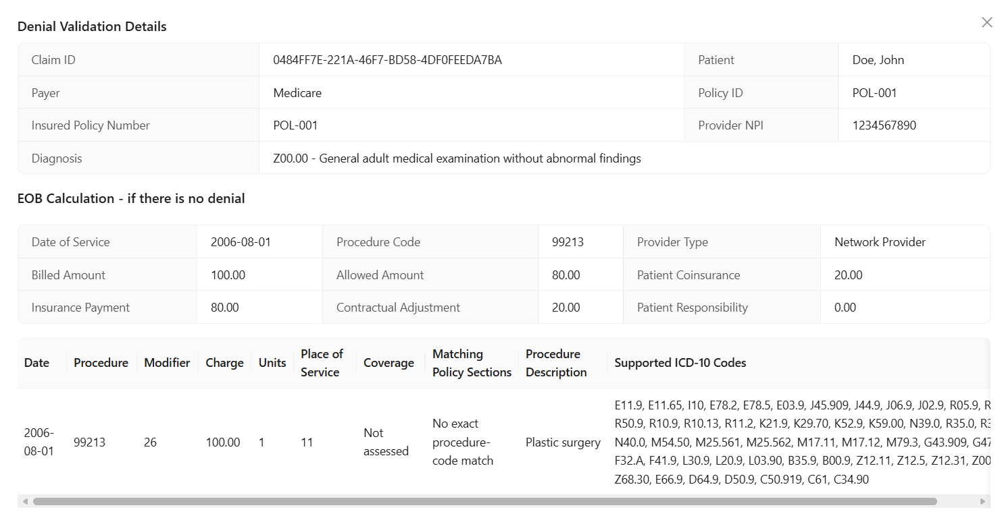 Denial Validation Details
Claim ID 0484FF7E-221A-46F7-BD58-4DF0FEEDA7BA Patient Doe, John
Payer Medicare Policy ID POL-001
Insured Policy Number POL-001 Provider NPI 1234567890
Diagnosis Z00.00 - General adult medical examination without abnormal findings
EOB Calculation - if there is no denial
Date of Service 2006-08-01 Procedure Code 99213 Provider Type Network Provider
Billed Amount 100.00 Allowed Amount 80.00 Patient Coinsurance 20.00
Insurance Payment 80.00 Contractual Adjustment 20.00 Patient Responsibility 0.00
Date Procedure Modifier Charge Units Place of Service Coverage Matching Policy Sections Procedure Description Supported ICD-10 Codes
2006-08-01 99213 26 100.00 1 11 Not assessed No exact procedure-code match Plastic surgery
E11.9, E11.65, I10, E78.2, E78.5, E03.9, J45.909, J44.9, J06.9, J02.9, R05.9,
R50.9, R10.9, R10.13, R11.2, K21.9, K29.70, K52.9, K59.00, N39.0, R35.0,
N40.0, M54.50, M25.561, M25.562, M17.11, M17.12, M79.3, G43.909,
F32.A, F41.9, L30.9, L20.9, L03.90, B35.9, B00.9, Z12.11, Z12.5, Z12.31,
Z68.30, E66.9, D64.9, D50.9, C50.919, C61, C34.90